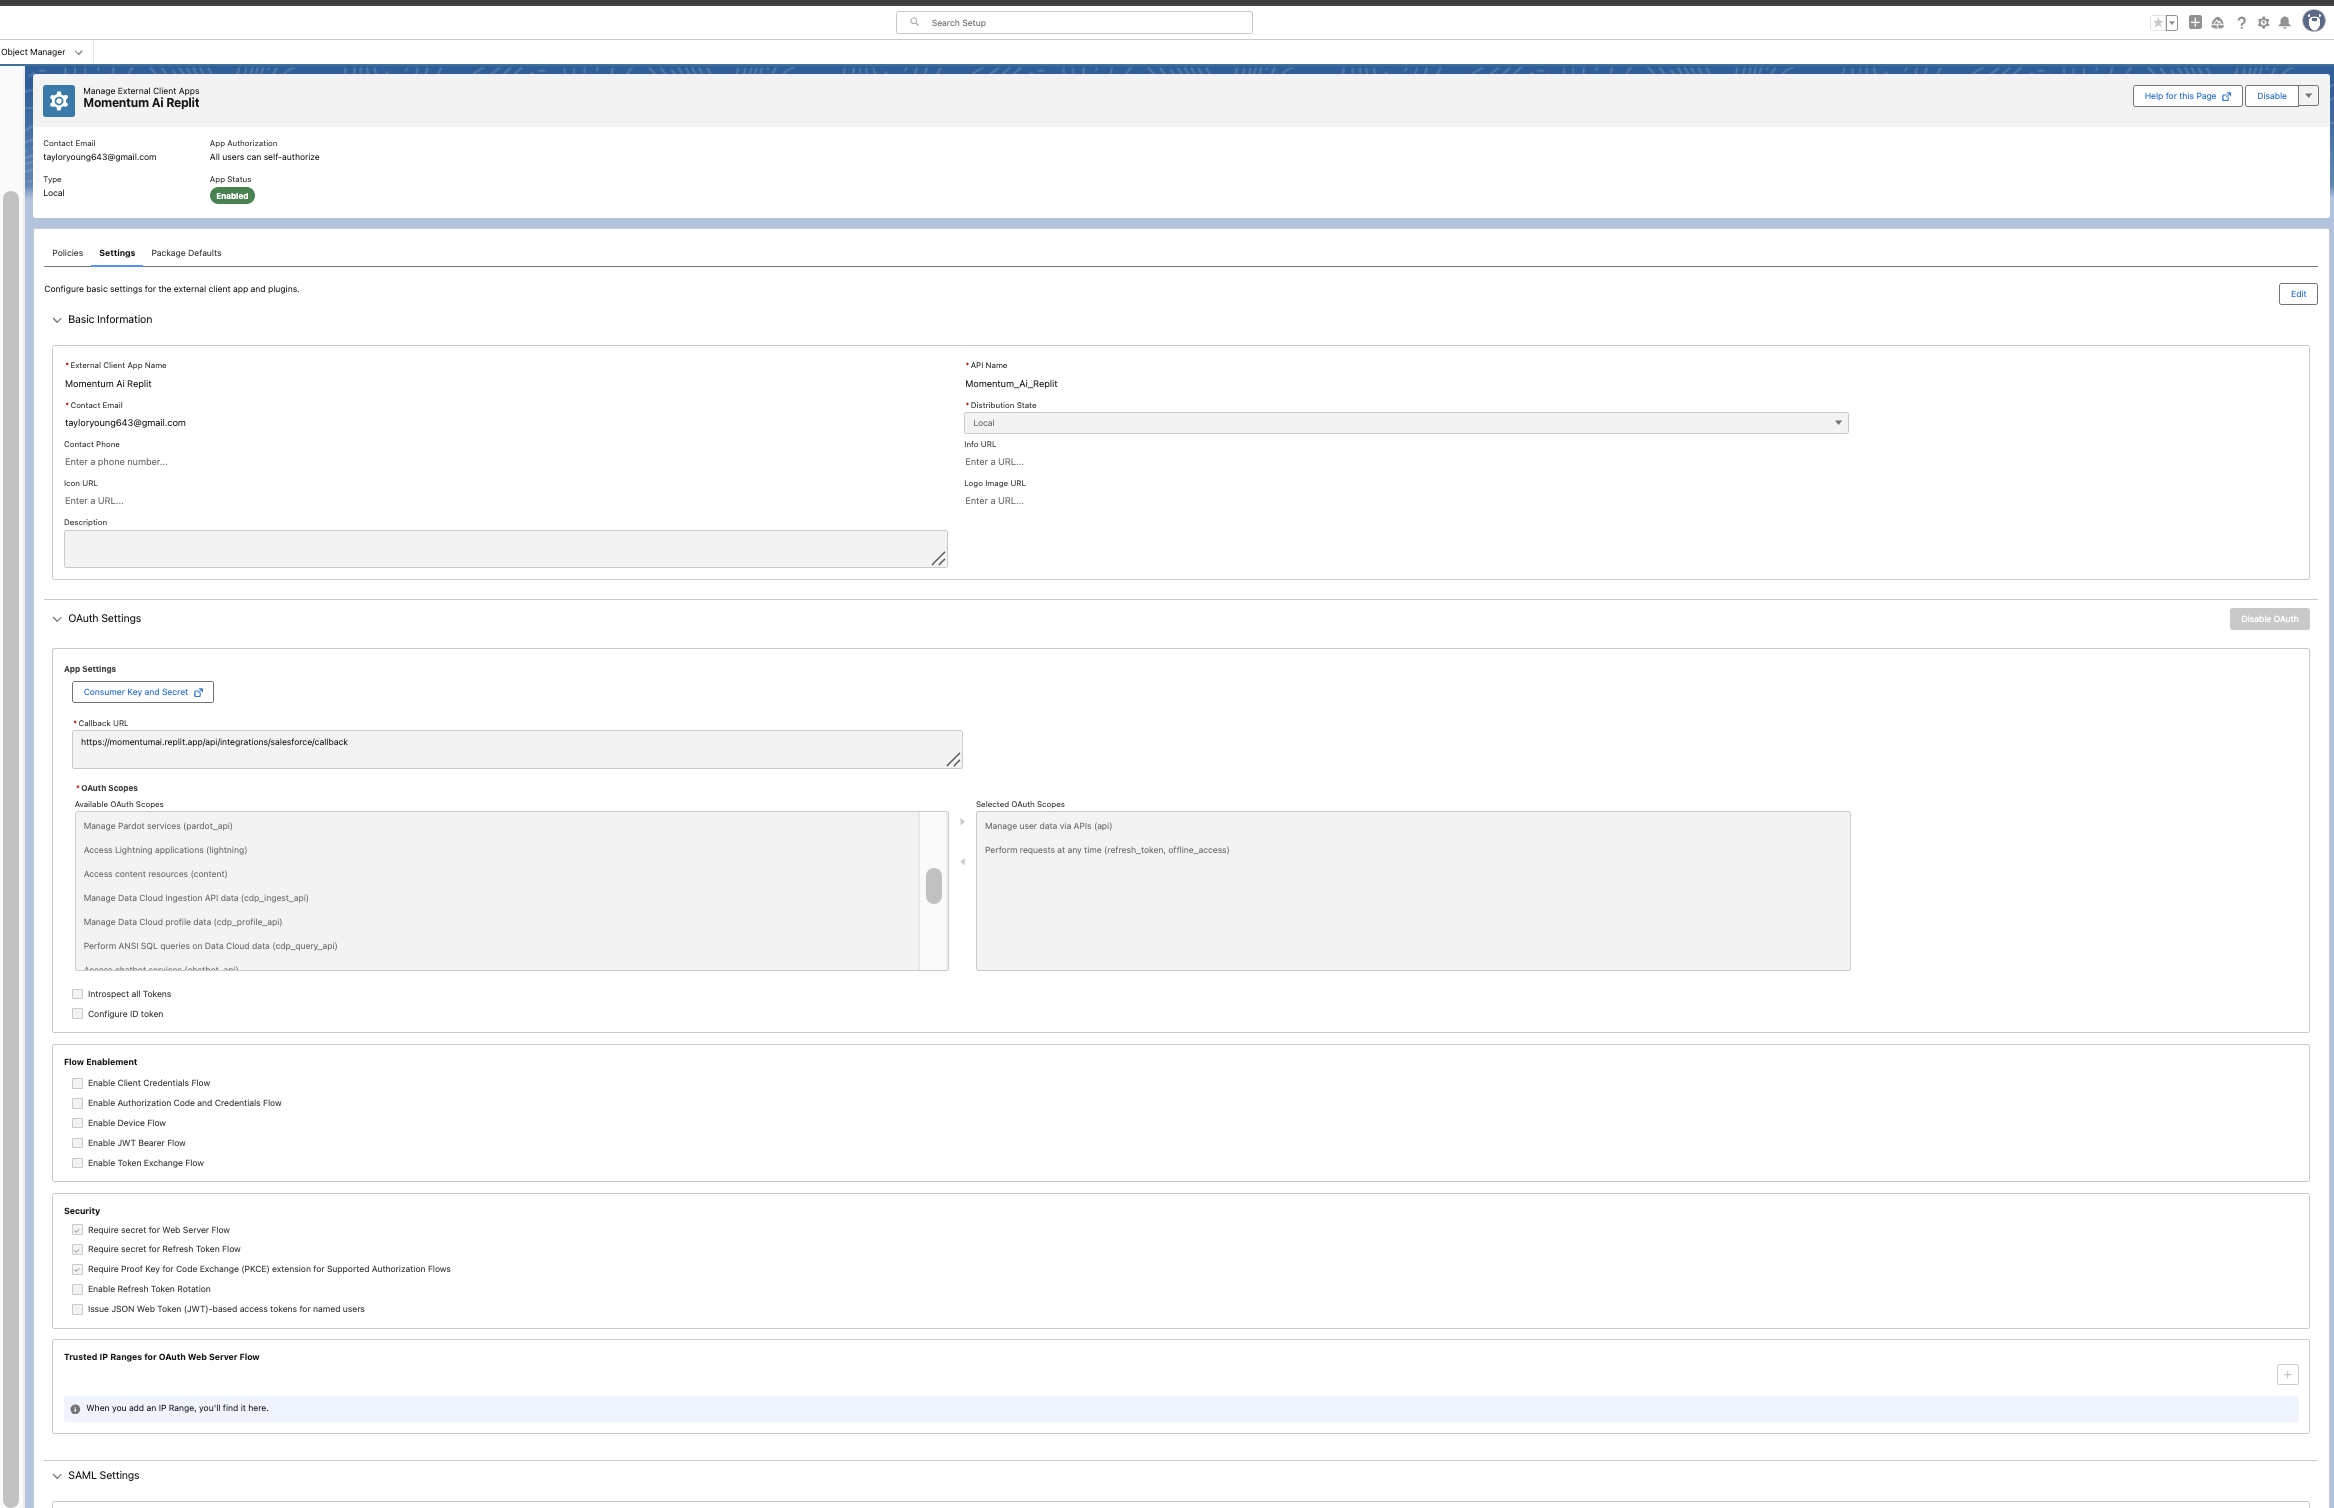 Search Setup
Object Manager
Manage External Client Apps
Momentum Ai Replit
Help for this Page
Disable
Contact Email
App Authorization
tayloryoung643@gmail.com
All users can self-authorize
Type
App Status
Local
Enabled
Policies
Settings
Package Defaults
Configure basic settings for the external client app and plugins.
Edit
Basic Information
* External Client App Name
* API Name
Momentum Ai Replit
Momentum_Ai_Replit
* Contact Email
* Distribution State
tayloryoung643@gmail.com
Local
Contact Phone
Info URL
Enter a phone number...
Enter a URL...
Icon URL
Logo Image URL
Enter a URL...
Enter a URL...
Description
OAuth Settings
Disable OAuth
App Settings
Consumer Key and Secret
* Callback URL
https://momentumai.replit.app/api/integrations/salesforce/callback
* OAuth Scopes
Available OAuth Scopes
Selected OAuth Scopes
Manage Pardot services (pardot_api)
Manage user data via APIs (api)
Access Lightning applications (lightning)
Perform requests at any time (refresh_token, offline_access)
Access content resources (content)
Manage Data Cloud Ingestion API data (cdp_ingest_api)
Manage Data Cloud profile data (cdp_profile_api)
Perform ANSI SQL queries on Data Cloud data (cdp_query_api)
Access chatbot services (chatbot_api)
Introspect all Tokens
Configure ID token
Flow Enablement
Enable Client Credentials Flow
Enable Authorization Code and Credentials Flow
Enable Device Flow
Enable JWT Bearer Flow
Enable Token Exchange Flow
Security
Require secret for Web Server Flow
Require secret for Refresh Token Flow
Require Proof Key for Code Exchange (PKCE) extension for Supported Authorization Flows
Enable Refresh Token Rotation
Issue JSON Web Token (JWT)-based access tokens for named users
Trusted IP Ranges for OAuth Web Server Flow
When you add an IP Range, you'll find it here.
SAML Settings